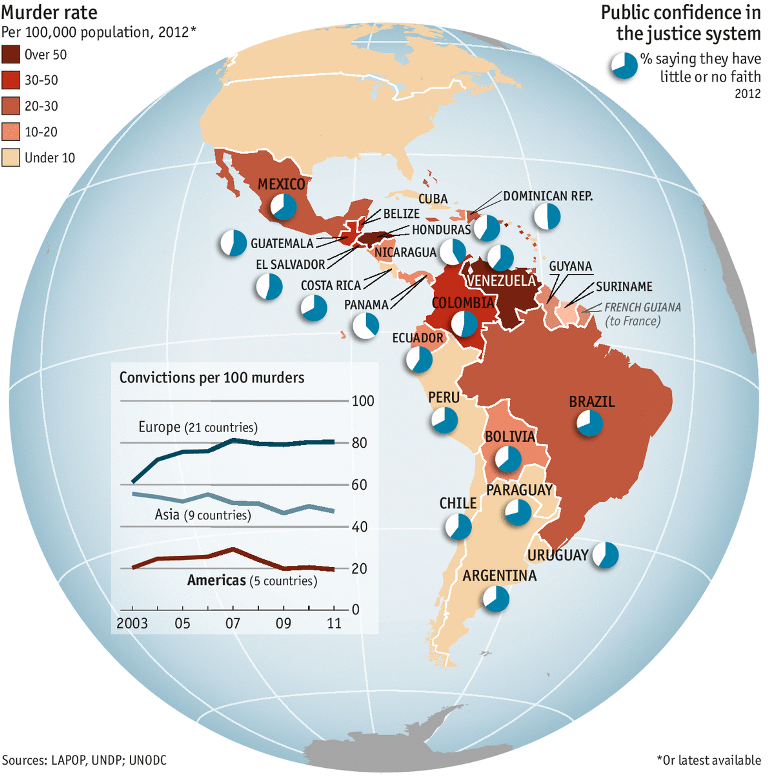 Murder rate
Per 100,000 population, 2012*
Over 50
30-50
20-30
10-20
Under 10
Public confidence in
the justice system
% saying they have
little or no faith
2012
MEXICO
CUBA
DOMINICAN REP.
BELIZE
HONDURAS
GUATEMALA
NICARAGUA
EL SALVADOR
COSTA RICA
PANAMA
VENEZUELA
GUYANA
SURINAME
FRENCH GUIANA
(to France)
COLOMBIA
ECUADOR
PERU
BRAZIL
BOLIVIA
PARAGUAY
CHILE
URUGUAY
ARGENTINA
Convictions per 100 murders
100
Europe (21 countries)
80
60
Asia (9 countries)
40
Americas (5 countries)
20
0
2003 05 07 09 11
Sources: LAPOP, UNDP; UNODC
*Or latest available